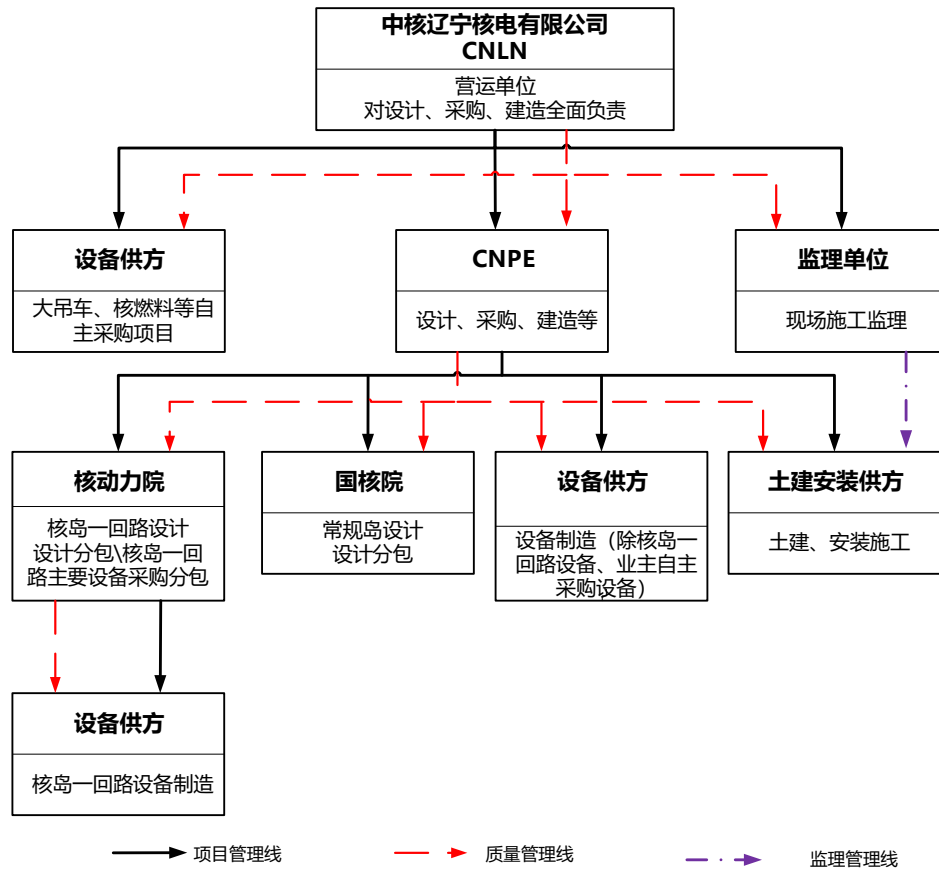 中核辽宁核电有限公司
CNLN
营运单位
对设计、采购、建造全面负责
设备供方
大吊车、核燃料等自
主采购项目
CNPE
设计、采购、建造等
监理单位
现场施工监理
核动力院
核岛一回路设计
设计分包\核岛一回
路主要设备采购分包
国核院
常规岛设计
设计分包
设备供方
设备制造（除核岛一
回路设备、业主自主
采购设备）
土建安装供方
土建、安装施工
设备供方
核岛一回路设备制造
项目管理线
质量管理线
监理管理线